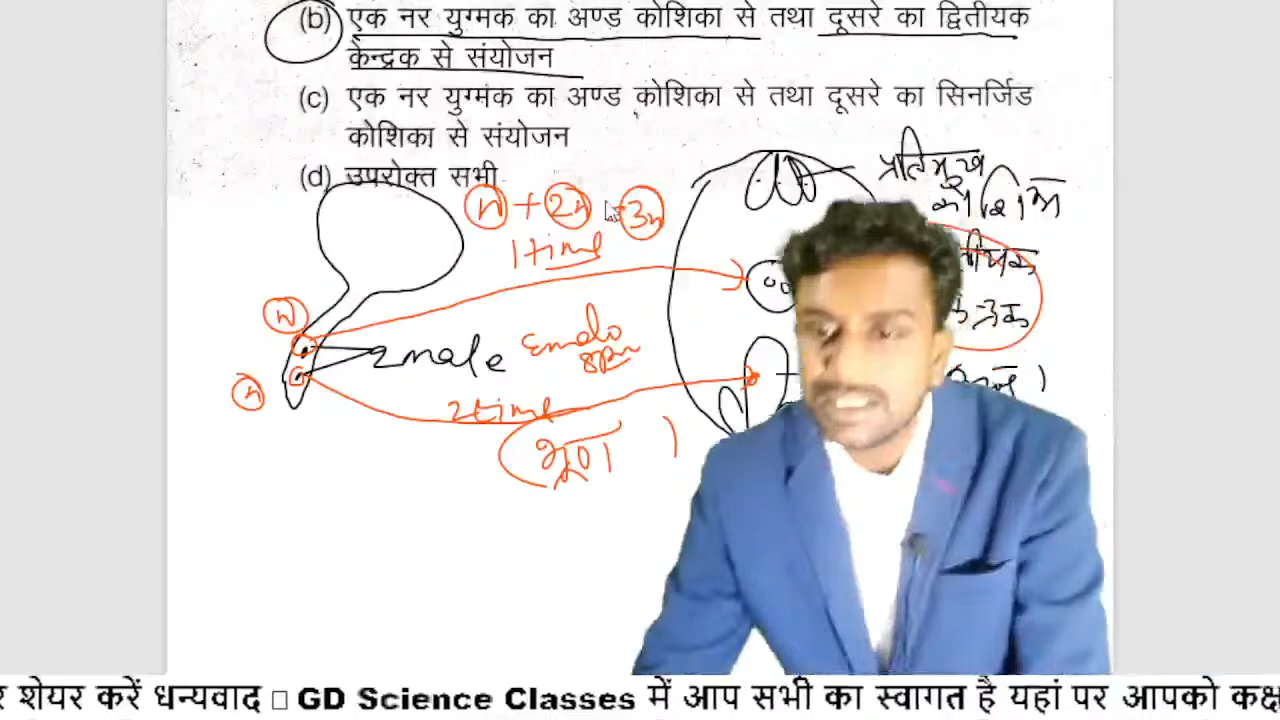 (b) एक नर युग्मक का अण्ड कोशिका से तथा दूसरे का द्वितीयक
केन्द्रक से संयोजन
(c) एक नर युग्मंक का अण्ड कोशिका से तथा दूसरे का सिनर्जिड
कोशिका से संयोजन
(d) उपरोक्त सभी
प्रतिमुख
n + 2n = 3n
1 time
n
2 male
n
2 time
भ्रूण
र शेयर करें धन्यवाद □ GD Science Classes में आप सभी का स्वागत है यहां पर आपको कक्ष